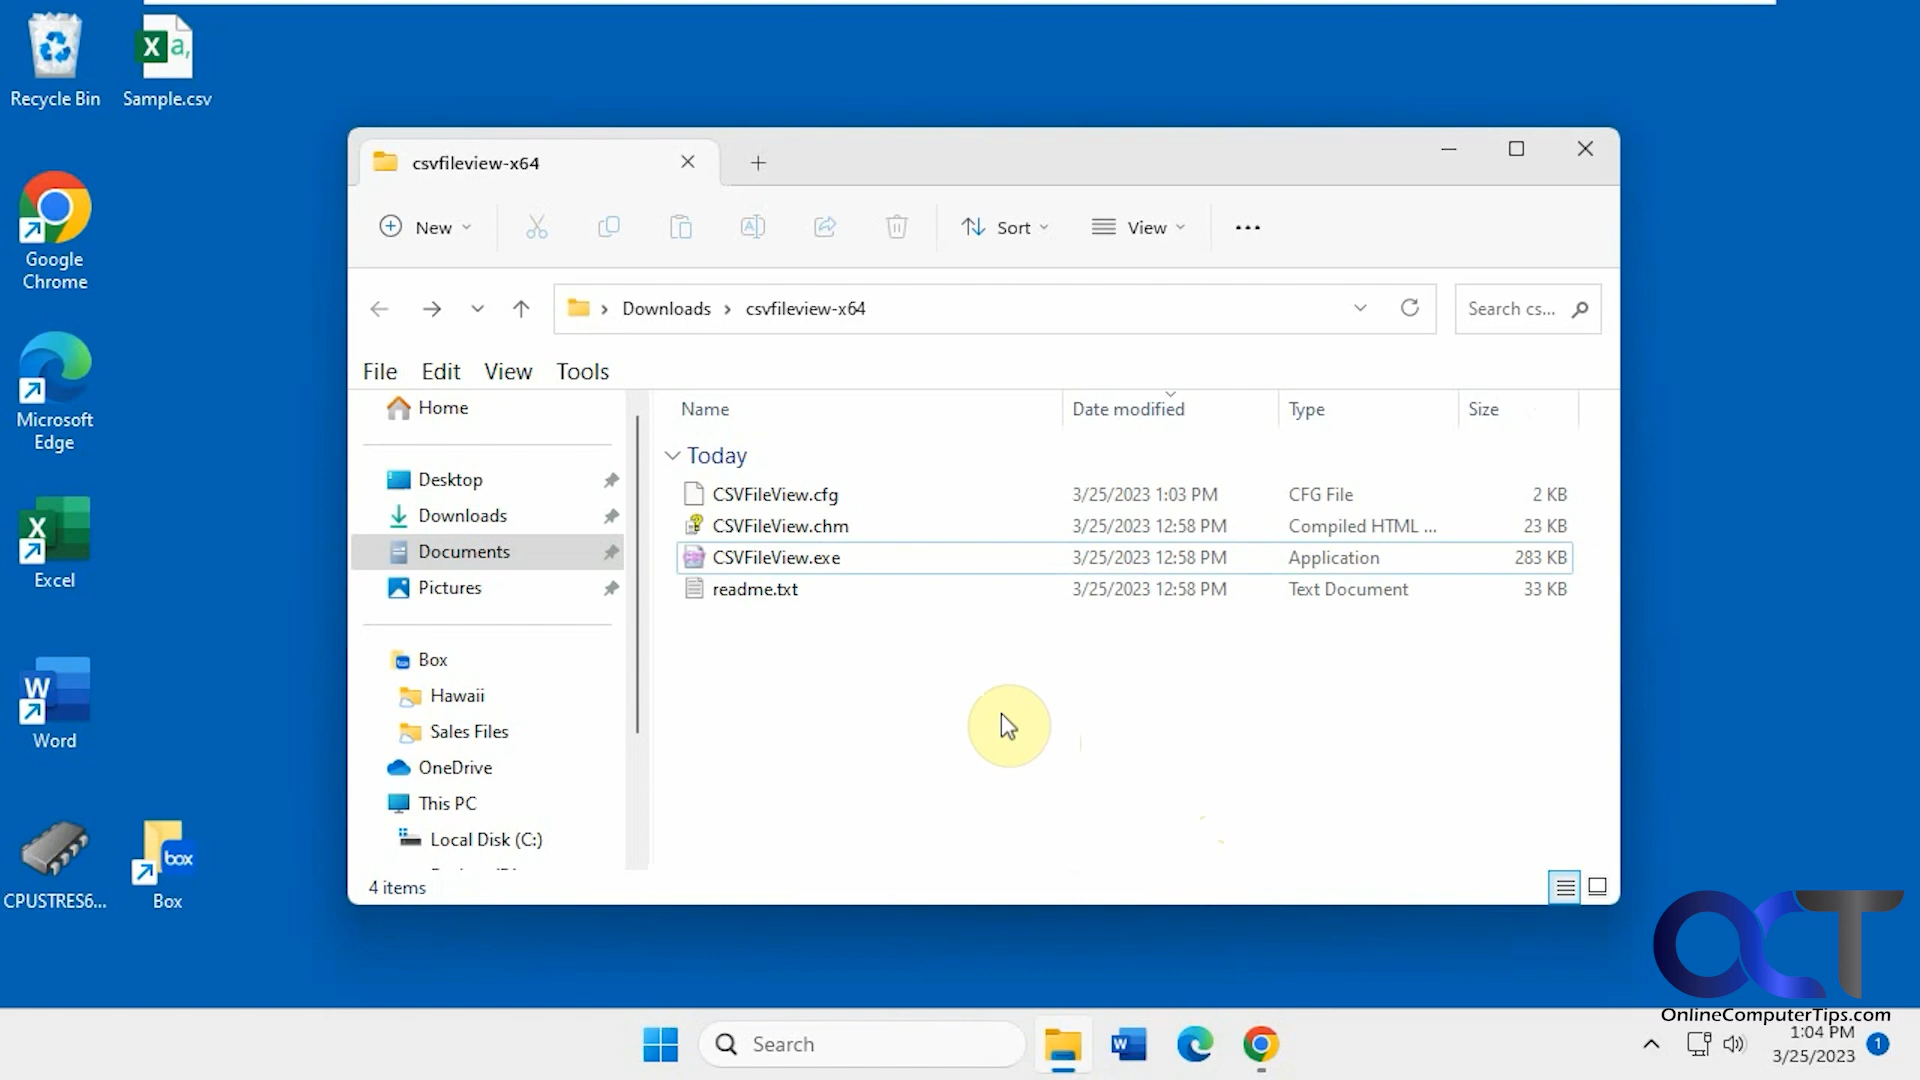 Recycle Bin
Sample.csv
Google
Chrome
Microsoft
Edge
Excel
Word
CPUSTRES6...
Box
csvfileview-x64
New
Sort
View
Downloads
csvfileview-x64
Search cs...
File Edit View Tools
Home
Desktop
Downloads
Documents
Pictures
Box
Hawaii
Sales Files
OneDrive
This PC
Local Disk (C:)
Name Date modified Type Size
Today
CSVFileView.cfg 3/25/2023 1:03 PM CFG File 2 KB
CSVFileView.chm 3/25/2023 12:58 PM Compiled HTML ... 23 KB
CSVFileView.exe 3/25/2023 12:58 PM Application 283 KB
readme.txt 3/25/2023 12:58 PM Text Document 33 KB
4 items
OCT
OnlineComputerTips.com
Search
1:04 PM
3/25/2023
1